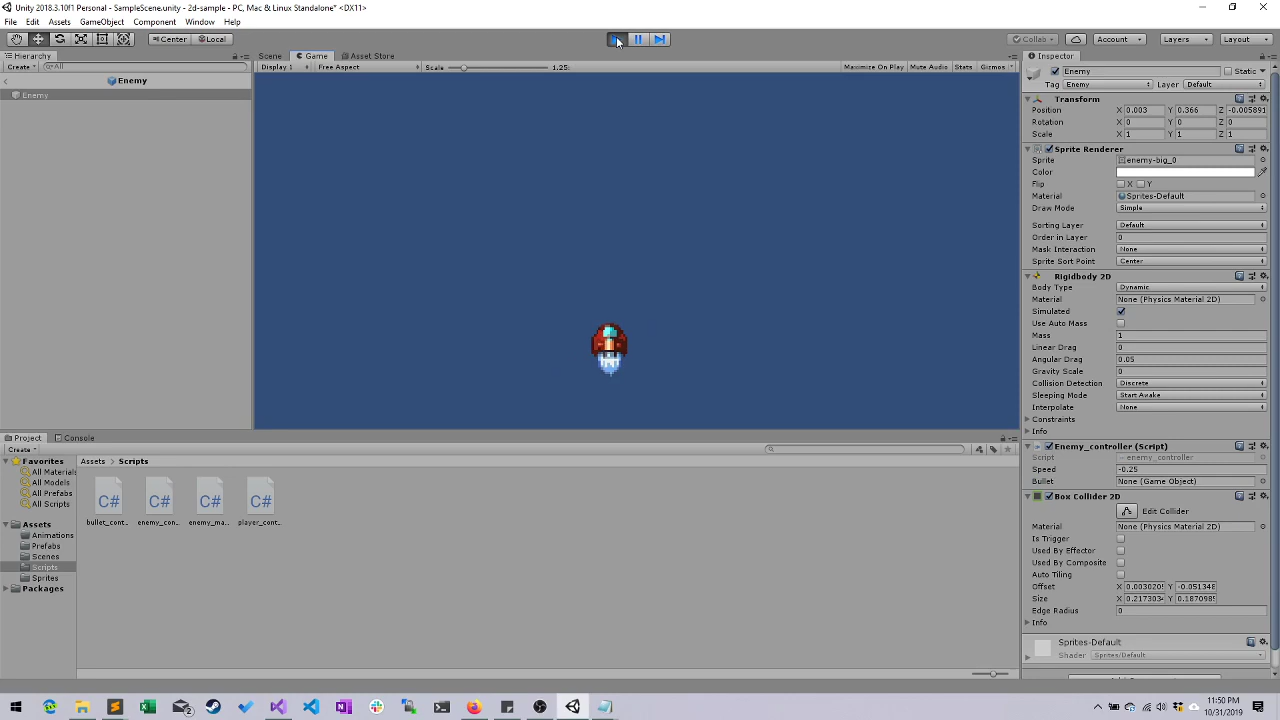 Unity 2018.3.10f1 Personal - SampleScene.unity - 2d-sample - PC, Mac & Linux Standalone* <DX11>
File Edit Assets GameObject Component Window Help
Center Local Collab Account Layers Layout
Hierarchy Scene Game Asset Store Inspector
Create All Display 1 Free Aspect Scale 1.25: Maximize On Play Mute Audio Stats Gizmos
Enemy
Enemy
Enemy Static
Tag Enemy Layer Default
Transform
Position X 0.003 Y 0.366 Z -0.005891
Rotation X 0 Y 0 Z 0
Scale X 1 Y 1 Z 1
Sprite Renderer
Sprite enemy-big_0
Color
Flip X Y
Material Sprites-Default
Draw Mode Simple
Sorting Layer Default
Order in Layer 0
Mask Interaction None
Sprite Sort Point Center
Rigidbody 2D
Body Type Dynamic
Material None (Physics Material 2D)
Simulated
Use Auto Mass
Mass 1
Linear Drag 0
Angular Drag 0.05
Gravity Scale 0
Collision Detection Discrete
Sleeping Mode Start Awake
Interpolate None
Constraints
Info
Enemy_controller (Script)
Script enemy_controller
Speed -0.25
Bullet None (Game Object)
Box Collider 2D
Edit Collider
Material None (Physics Material 2D)
Is Trigger
Used By Effector
Used By Composite
Auto Tiling
Offset X 0.003020 Y -0.051346
Size X 0.217303 Y 0.187098
Edge Radius 0
Info
Sprites-Default
Shader Sprites/Default
Project Console
Create
Favorites
All Materials
All Models
All Prefabs
All Scripts
Assets
Animations
Prefabs
Scenes
Scripts
Sprites
Packages
Assets > Scripts
C# C# C# C#
bullet_cont... enemy_con... enemy_ma... player_cont...
2
11:50 PM
10/31/2019